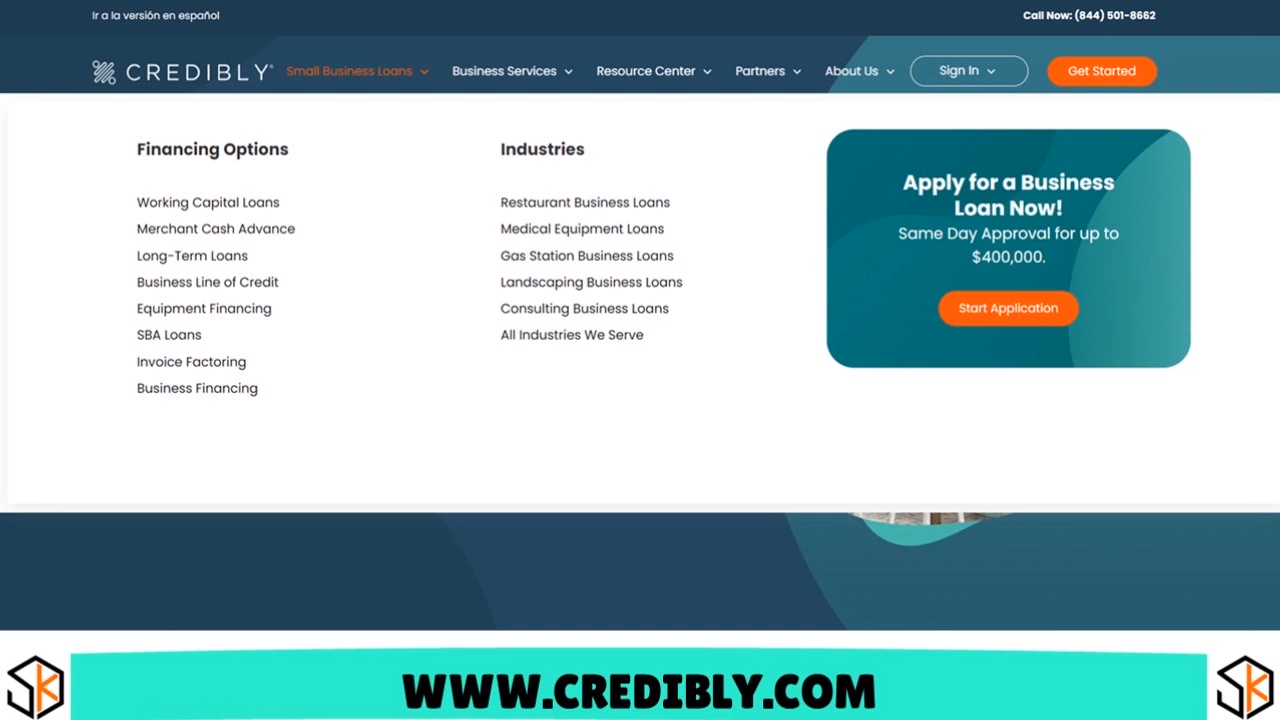 Ir a la versión en español
Call Now: (844) 501-8662
CREDIBLY®
Small Business Loans
Business Services
Resource Center
Partners
About Us
Sign In
Get Started
Financing Options
Working Capital Loans
Merchant Cash Advance
Long-Term Loans
Business Line of Credit
Equipment Financing
SBA Loans
Invoice Factoring
Business Financing
Industries
Restaurant Business Loans
Medical Equipment Loans
Gas Station Business Loans
Landscaping Business Loans
Consulting Business Loans
All Industries We Serve
Apply for a Business
Loan Now!
Same Day Approval for up to
$400,000.
Start Application
SK
WWW.CREDIBLY.COM
SK